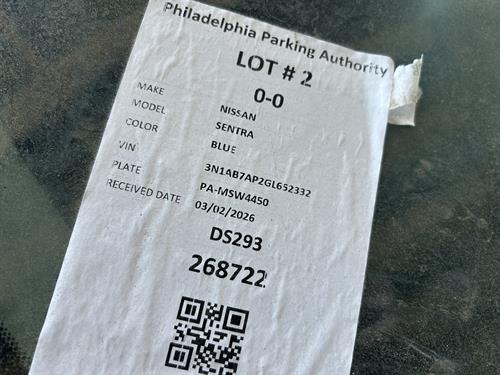 Philadelphia Parking Authority
LOT # 2
0-0
MAKE NISSAN
MODEL SENTRA
COLOR BLUE
VIN 3N1AB7AP2GL652332
PLATE PA-MSW4450
RECEIVED DATE 03/02/2026
DS293
268722